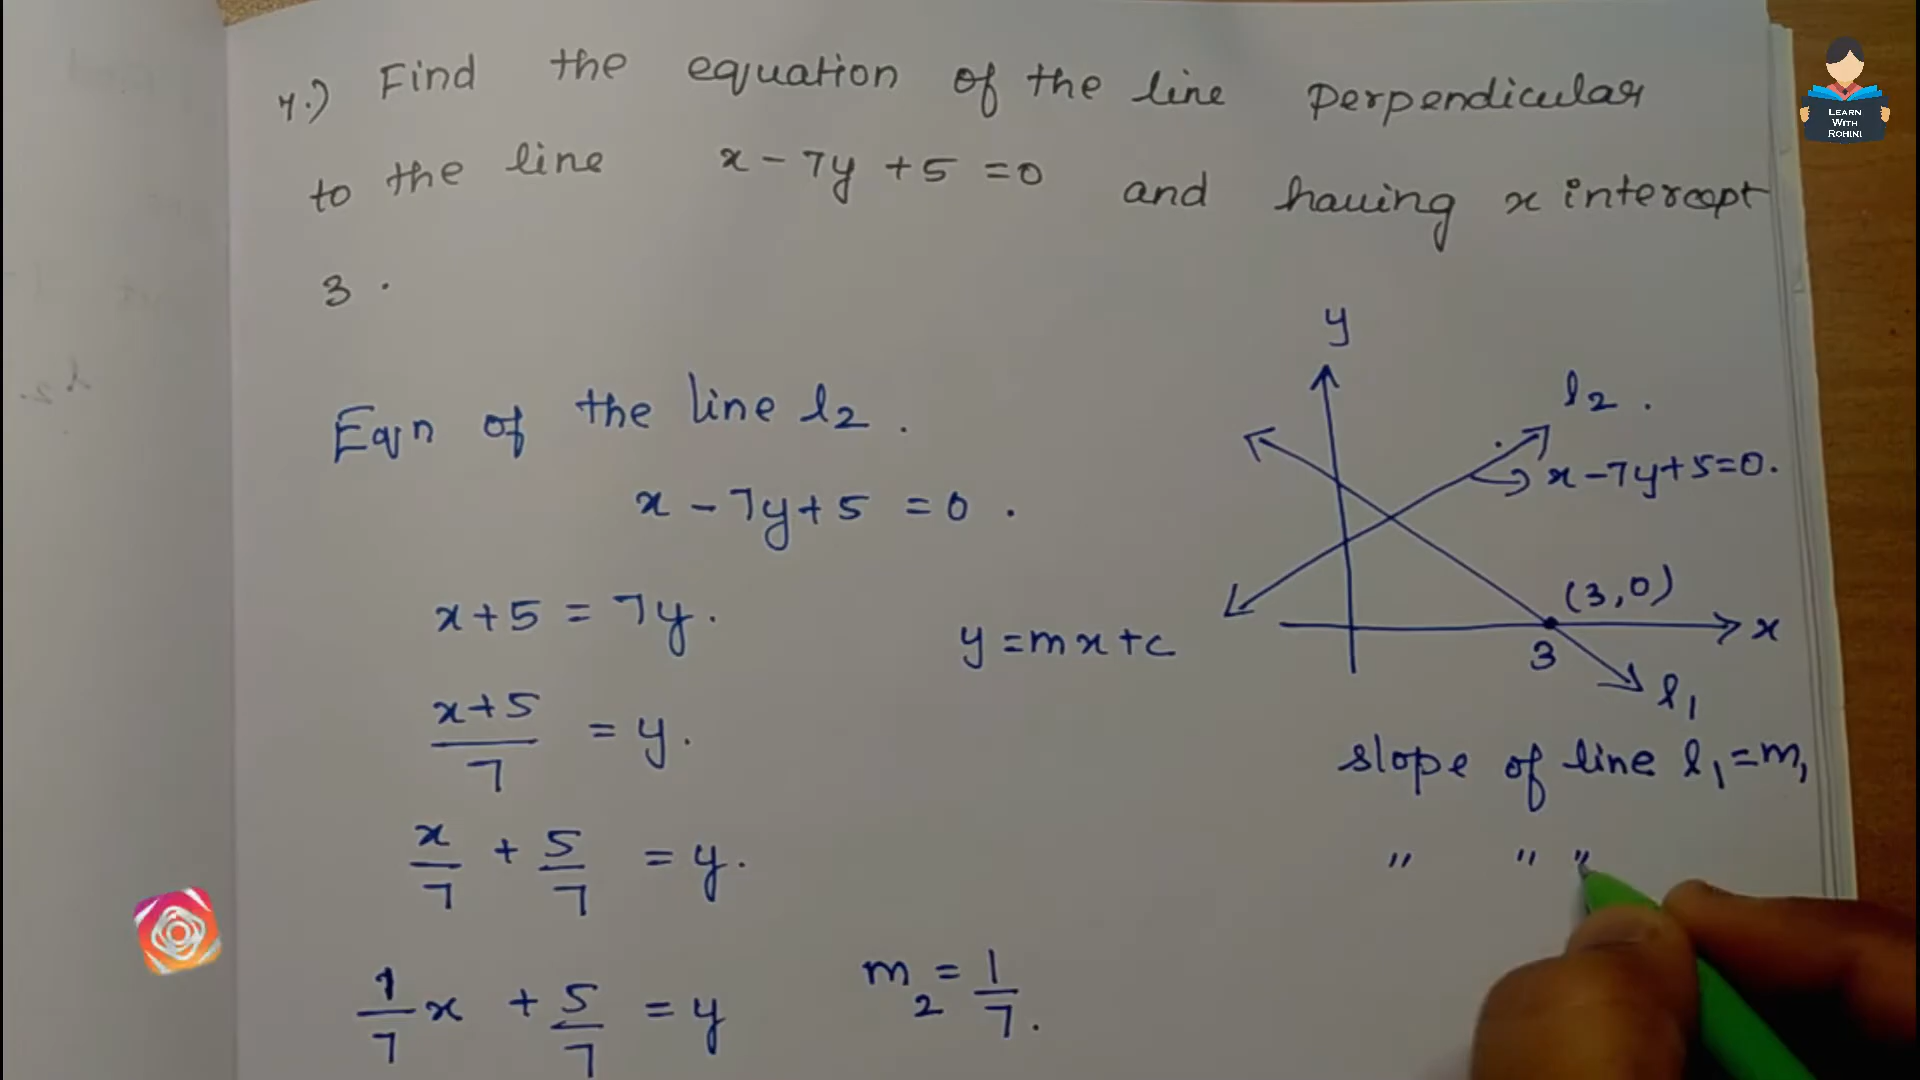 7.) Find the equation of the line perpendicular
to the line x - 7y + 5 = 0 and having x intercept
3 .
Eqn of the line l2 .
x - 7y + 5 = 0 .
x + 5 = 7y .
x+5/7 = y .
x/7 + 5/7 = y .
1/7 x + 5/7 = y
m2 = 1/7 .
y = mx + c
y
l2 .
x - 7y + 5 = 0 .
(3,0)
x
3
l1
slope of line l1 = m1
" " "
LEARN
WITH
ROHINI